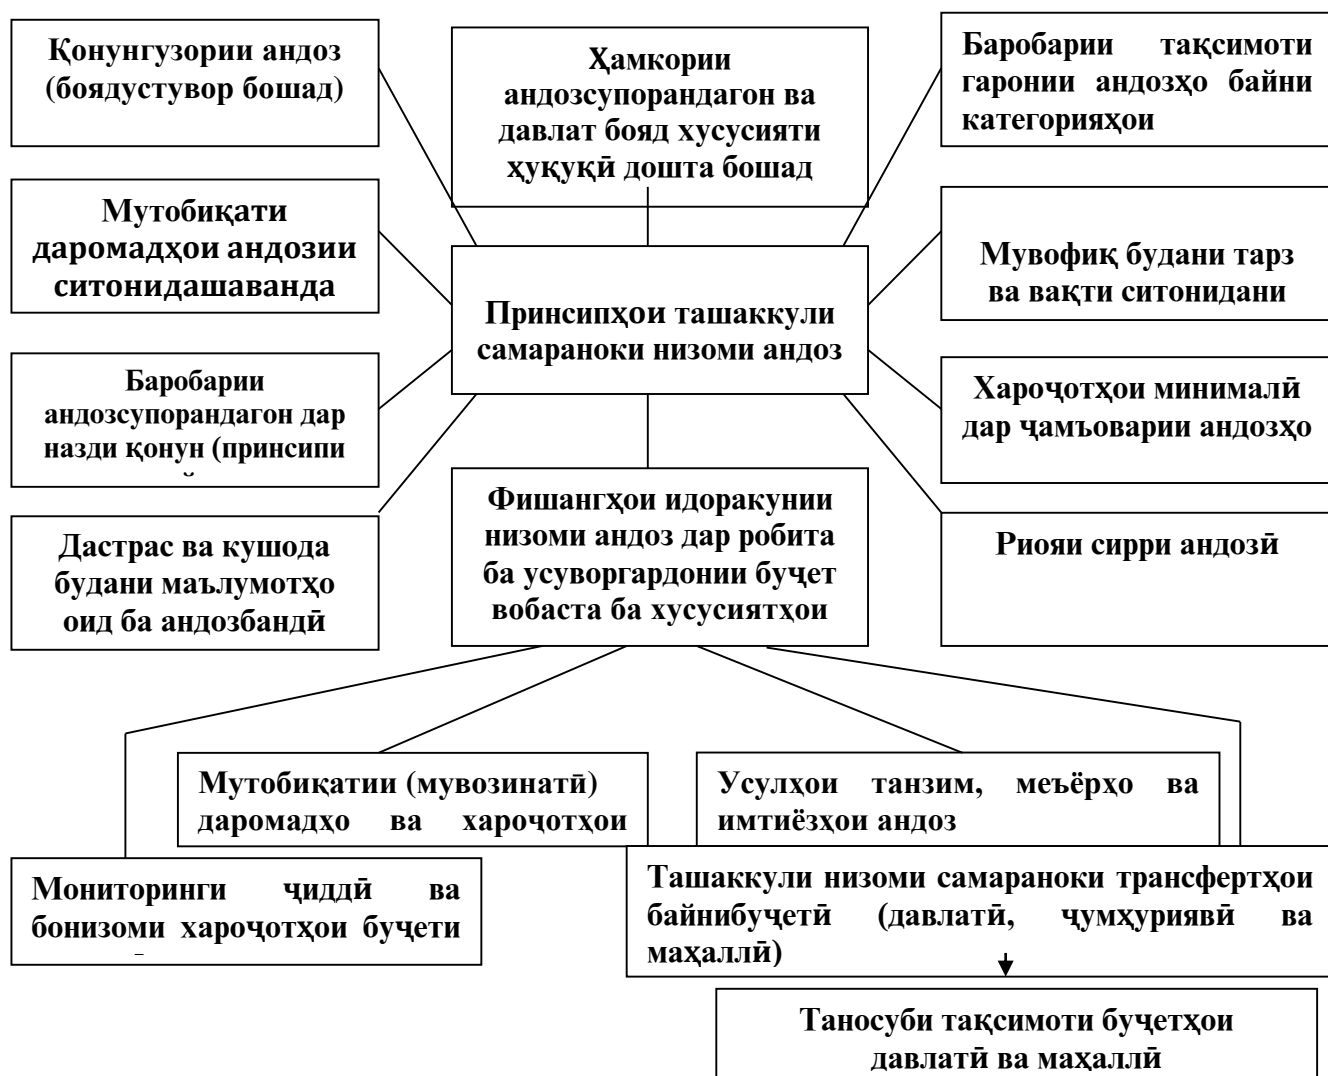 Қонунгузории андоз
(боядустувор бошад)
Ҳамкории
андозсупорандагон ва
давлат бояд хусусияти
ҳуқуқӣ дошта бошад
Баробарии тақсимоти
гаронии андозҳо байни
категорияҳои
Мутобиқати
даромадҳои андозии
ситонидашаванда
Принсипҳои ташаккули
самараноки низоми андоз
Мувофиқ будани тарз
ва вақти ситонидани
Баробарии
андозсупорандагон дар
назди қонун (принсипи
Хароҷотҳои минималӣ
дар ҷамъоварии андозҳо
Дастрас ва кушода
будани маълумотҳо
оид ба андозбандӣ
Фишангҳои идоракунии
низоми андоз дар робита
ба усуворгардонии буҷет
вобаста ба хусусиятҳои
Риояи сирри андозӣ
Мутобиқатии (мувозинатӣ)
даромадҳо ва хароҷотҳои
Усулҳои танзим, меъёрҳо ва
имтиёзҳои андоз
Мониторинги ҷиддӣ ва
бонизоми хароҷотҳои буҷети
Ташаккули низоми самараноки трансфертҳои
байнибуҷетӣ (давлатӣ, ҷумҳуриявӣ ва
маҳаллӣ)
Таносуби тақсимоти буҷетҳои
давлатӣ ва маҳаллӣ